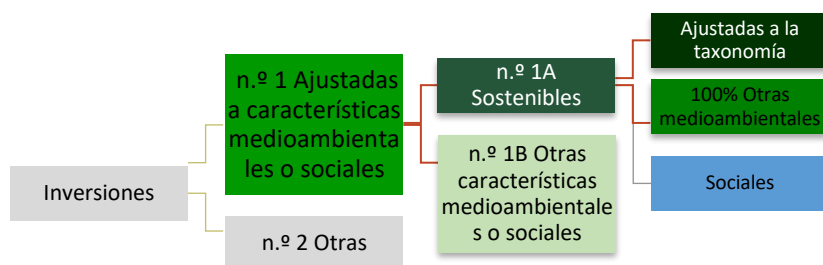 Inversiones
n.º 1 Ajustadas
a características
medioambienta
les o sociales
n.º 2 Otras
n.º 1A
Sostenibles
n.º 1B Otras
características
medioambientale
s o sociales
Ajustadas a la
taxonomía
100% Otras
medioambientales
Sociales